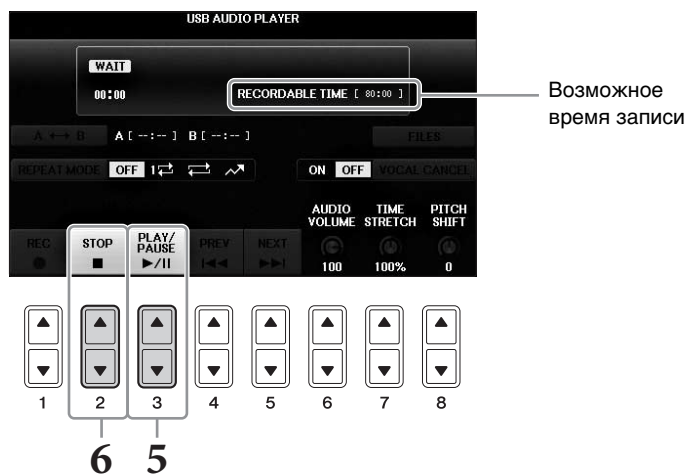 USB AUDIO PLAYER
WAIT
00:00
RECORDABLE TIME [ 80:00 ]
Возможное
время записи
A ↔ B A [ --:-- ] B [ --:-- ] FILES
REPEAT MODE OFF 1 ON OFF VOCAL CANCEL
AUDIO VOLUME
TIME STRETCH
PITCH SHIFT
REC
STOP
PLAY/PAUSE
PREV
NEXT
100 100% 0
1 2 3 4 5 6 7 8
6 5